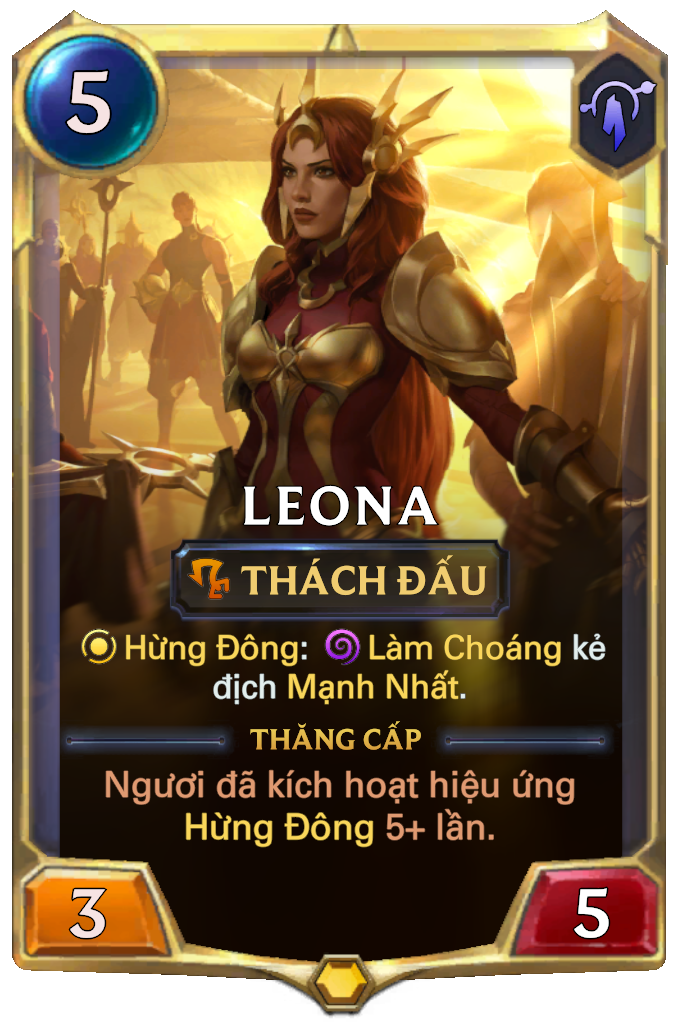 5
LEONA
THÁCH ĐẤU
Hừng Đông: Làm Choáng kẻ
địch Mạnh Nhất.
THĂNG CẤP
Ngươi đã kích hoạt hiệu ứng
Hừng Đông 5+ lần.
3
5